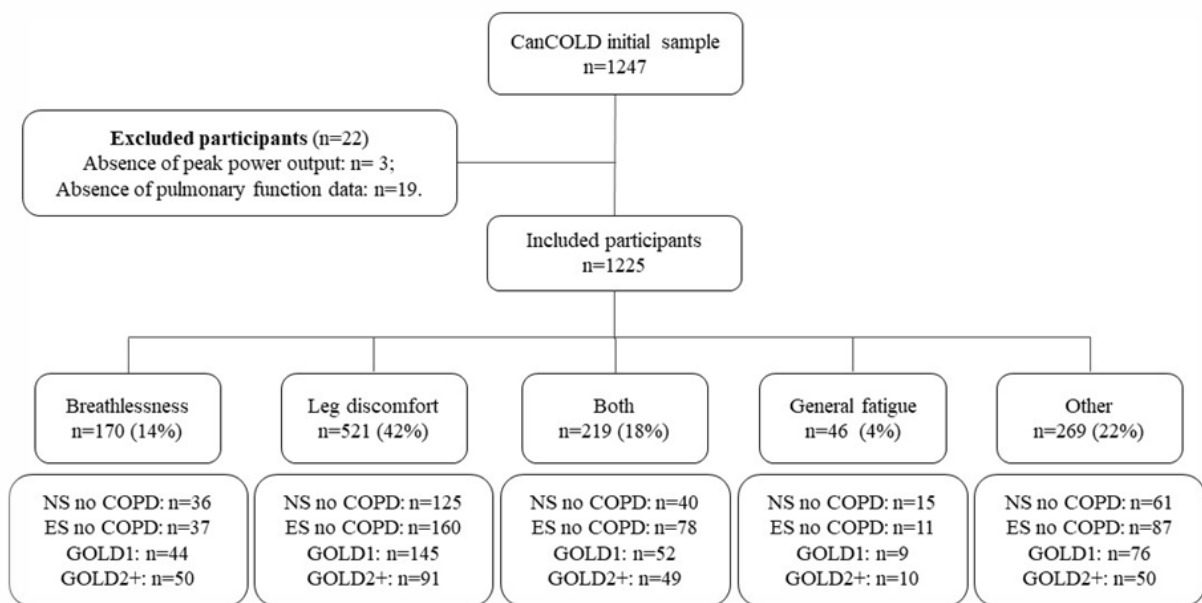 CanCOLD initial sample
n=1247
Excluded participants (n=22)
Absence of peak power output: n= 3;
Absence of pulmonary function data: n=19.
Included participants
n=1225
Breathlessness
n=170 (14%)
Leg discomfort
n=521 (42%)
Both
n=219 (18%)
General fatigue
n=46 (4%)
Other
n=269 (22%)
NS no COPD: n=36
ES no COPD: n=37
GOLD1: n=44
GOLD2+: n=50
NS no COPD: n=125
ES no COPD: n=160
GOLD1: n=145
GOLD2+: n=91
NS no COPD: n=40
ES no COPD: n=78
GOLD1: n=52
GOLD2+: n=49
NS no COPD: n=15
ES no COPD: n=11
GOLD1: n=9
GOLD2+: n=10
NS no COPD: n=61
ES no COPD: n=87
GOLD1: n=76
GOLD2+: n=50